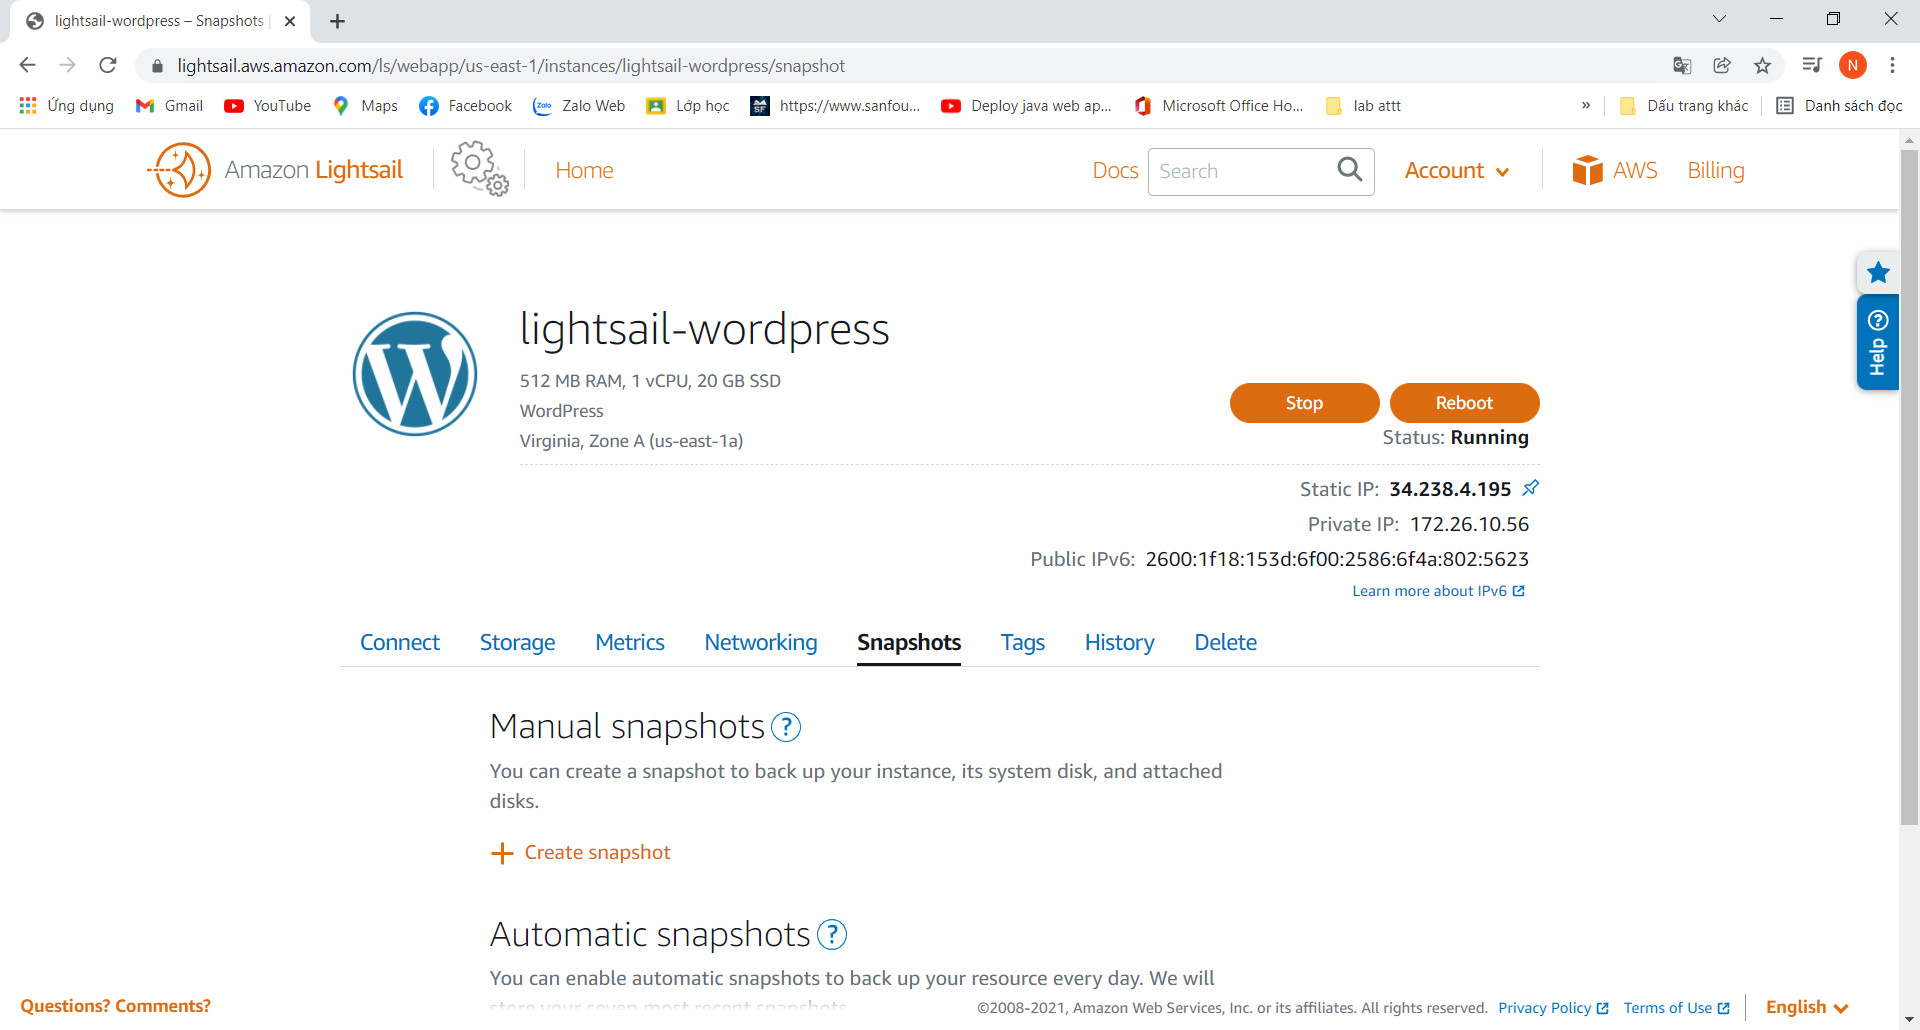 lightsail-wordpress – Snapshots |
lightsail.aws.amazon.com/ls/webapp/us-east-1/instances/lightsail-wordpress/snapshot
N
Ứng dụng Gmail YouTube Maps Facebook Zalo Zalo Web Lớp học SF https://www.sanfou... Deploy java web ap... Microsoft Office Ho... lab attt » Dấu trang khác Danh sách đọc
Amazon Lightsail Home Docs Search Account AWS Billing
Help
lightsail-wordpress
512 MB RAM, 1 vCPU, 20 GB SSD
WordPress
Virginia, Zone A (us-east-1a)
Stop Reboot
Status: Running
Static IP: 34.238.4.195
Private IP: 172.26.10.56
Public IPv6: 2600:1f18:153d:6f00:2586:6f4a:802:5623
Learn more about IPv6
Connect Storage Metrics Networking Snapshots Tags History Delete
Manual snapshots ?
You can create a snapshot to back up your instance, its system disk, and attached
disks.
+ Create snapshot
Automatic snapshots ?
You can enable automatic snapshots to back up your resource every day. We will
store your seven most recent snapshots
Questions? Comments? ©2008-2021, Amazon Web Services, Inc. or its affiliates. All rights reserved. Privacy Policy Terms of Use English